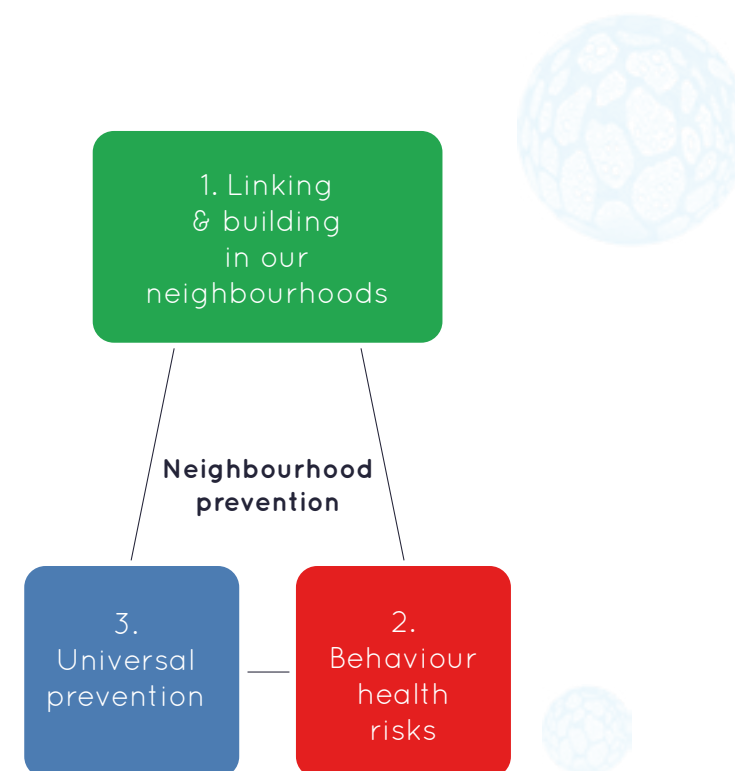 1. Linking
& building
in our
neighbourhoods
Neighbourhood
prevention
3.
Universal
prevention
2.
Behaviour
health
risks